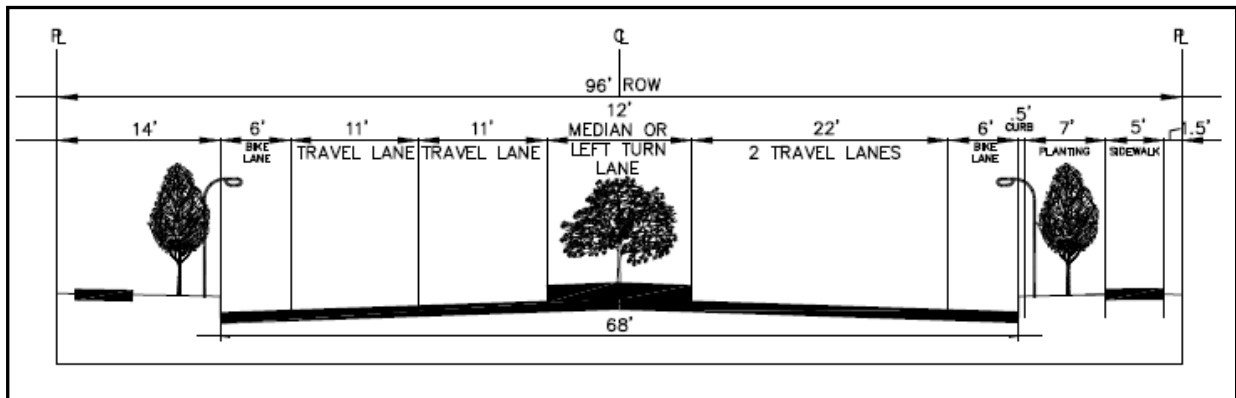 PL CL PL
96' ROW
14' 6' 11' 11' 12' 22' 6' .5' 7' 5' 1.5'
BIKE LANE
TRAVEL LANE
TRAVEL LANE
MEDIAN OR
LEFT TURN
LANE
2 TRAVEL LANES
BIKE LANE
CURB
PLANTING
SIDEWALK
68'